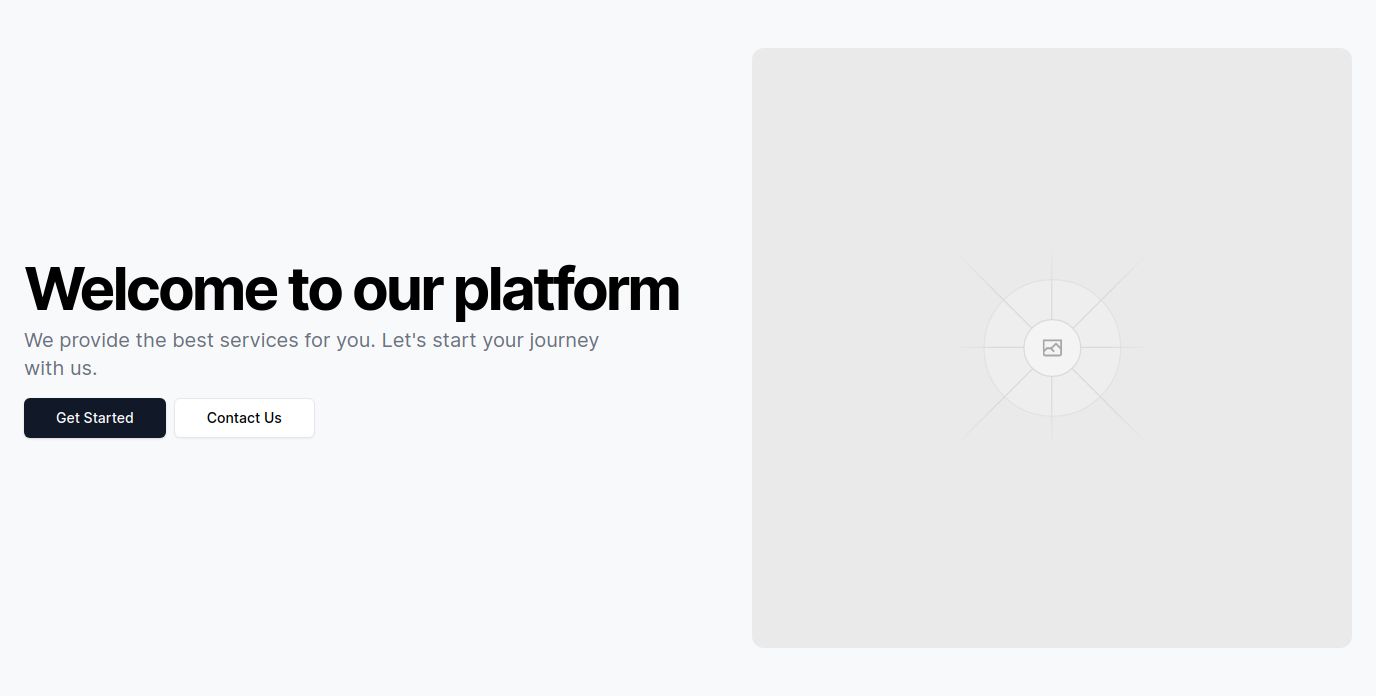 Welcome to our platform
We provide the best services for you. Let's start your journey
with us.
Get Started
Contact Us